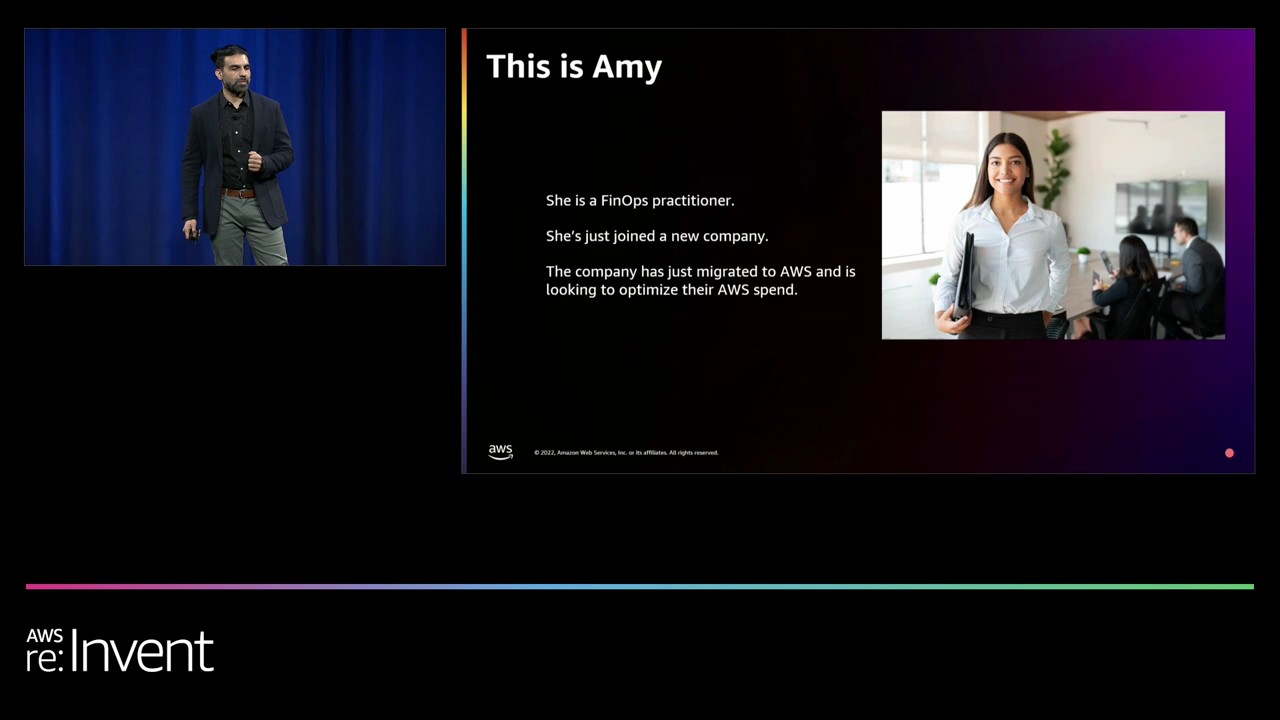 This is Amy
She is a FinOps practitioner.
She's just joined a new company.
The company has just migrated to AWS and is
looking to optimize their AWS spend.
aws
© 2022, Amazon Web Services, Inc. or its affiliates. All rights reserved.
AWS
re:Invent